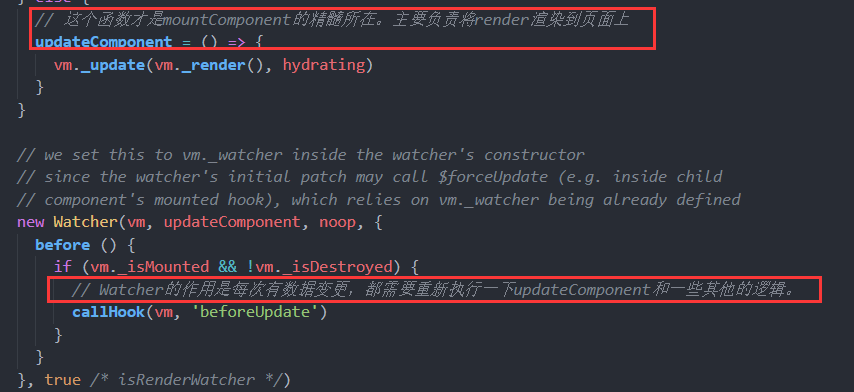 } else {
// 这个函数才是mountComponent的精髓所在。主要负责将render渲染到页面上
updateComponent = () => {
vm._update(vm._render(), hydrating)
}
}
// we set this to vm._watcher inside the watcher's constructor
// since the watcher's initial patch may call $forceUpdate (e.g. inside child
// component's mounted hook), which relies on vm._watcher being already defined
new Watcher(vm, updateComponent, noop, {
before () {
if (vm._isMounted && !vm._isDestroyed) {
// Watcher的作用是每次有数据变更，都需要重新执行一下updateComponent和一些其他的逻辑。
callHook(vm, 'beforeUpdate')
}
}
}, true /* isRenderWatcher */)